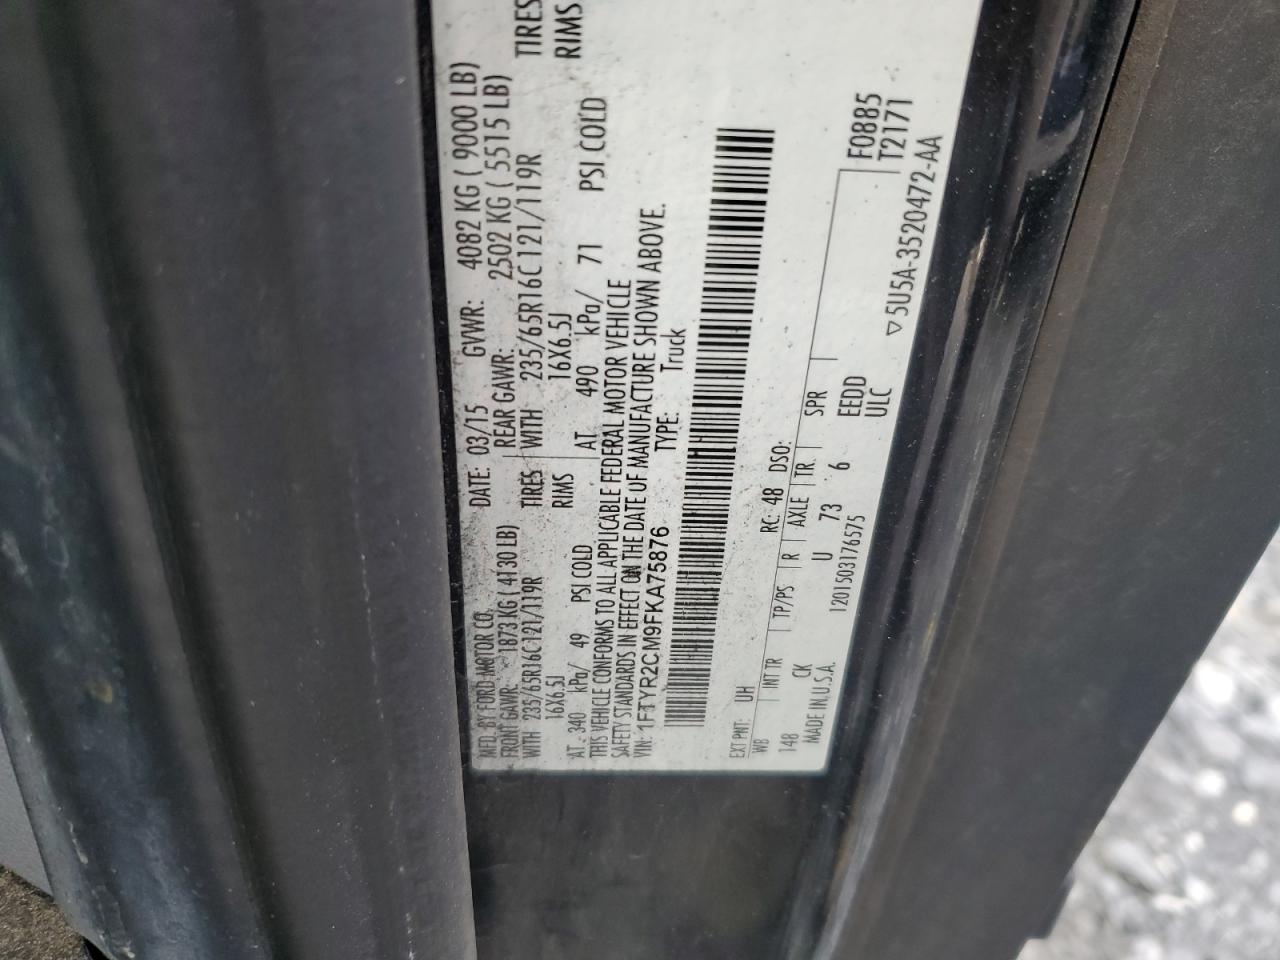 MFD. BY FORD MOTOR CO. DATE: 03/15 GVWR: 4082 KG ( 9000 LB)
FRONT GAWR: 1873 KG ( 4130 LB) REAR GAWR: 2502 KG ( 5515 LB)
WITH 235/65R16C 121/119R TIRES WITH 235/65R16C 121/119R TIRES
16X6.5J RIMS 16X6.5J RIMS
AT 340 kPa/ 49 PSI COLD AT 490 kPa/ 71 PSI COLD
THIS VEHICLE CONFORMS TO ALL APPLICABLE FEDERAL MOTOR VEHICLE
SAFETY STANDARDS IN EFFECT ON THE DATE OF MANUFACTURE SHOWN ABOVE.
VIN: 1FTYR2CM9FKA75876 TYPE: Truck
EXT PNT: UH RC: 48 DSO:
WB INT TR TP/PS R AXLE TR SPR F0885
148 CK U 73 6 EEDD T2171
MADE IN U.S.A. 1201503176575 ULC
▽5U5A-3520472-AA